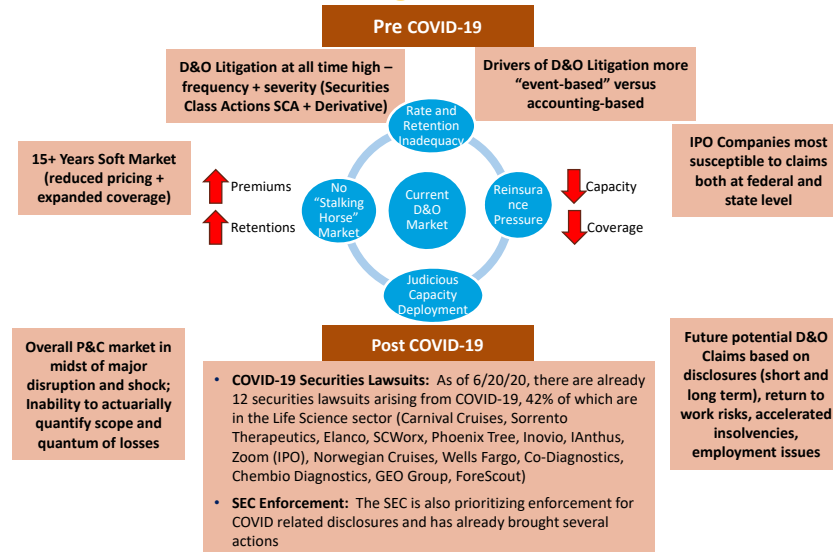 Pre COVID-19
D&O Litigation at all time high –
frequency + severity (Securities
Class Actions SCA + Derivative)
Drivers of D&O Litigation more
“event-based” versus
accounting-based
15+ Years Soft Market
(reduced pricing +
expanded coverage)
IPO Companies most
susceptible to claims
both at federal and
state level
Premiums
Retentions
Rate and
Retention
Inadequacy
No
“Stalking
Horse”
Market
Current
D&O
Market
Reinsura
nce
Pressure
Judicious
Capacity
Deployment
Capacity
Coverage
Post COVID-19
Overall P&C market in
midst of major
disruption and shock;
Inability to actuarially
quantify scope and
quantum of losses
• COVID-19 Securities Lawsuits: As of 6/20/20, there are already
12 securities lawsuits arising from COVID-19, 42% of which are
in the Life Science sector (Carnival Cruises, Sorrento
Therapeutics, Elanco, SCWorx, Phoenix Tree, Inovio, IAnthus,
Zoom (IPO), Norwegian Cruises, Wells Fargo, Co-Diagnostics,
Chembio Diagnostics, GEO Group, ForeScout)
• SEC Enforcement: The SEC is also prioritizing enforcement for
COVID related disclosures and has already brought several
actions
Future potential D&O
Claims based on
disclosures (short and
long term), return to
work risks, accelerated
insolvencies,
employment issues